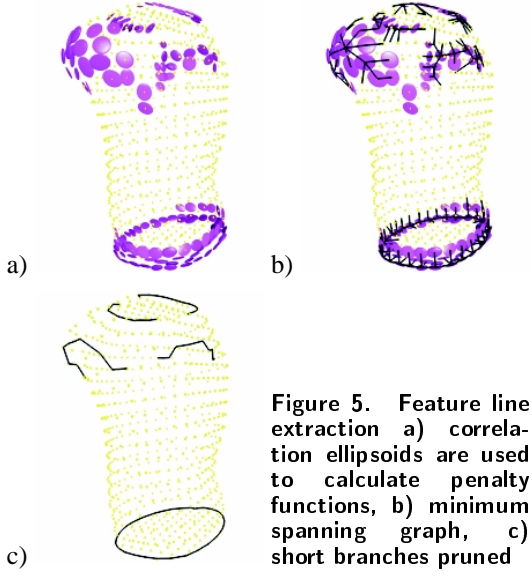 a)
b)
c)
Figure 5. Feature line
extraction a) correla-
tion ellipsoids are used
to calculate penalty
functions, b) minimum
spanning graph, c)
short branches pruned